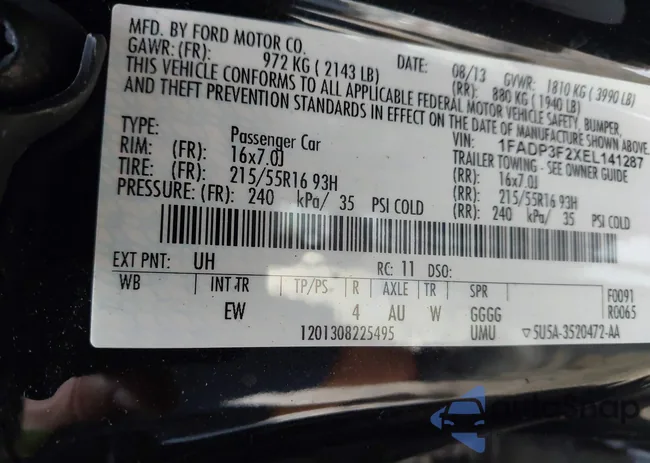 MFD. BY FORD MOTOR CO.
DATE: 08/13 GVWR: 1810 KG ( 3990 LB)
GAWR: (FR): 972 KG ( 2143 LB) (RR): 880 KG ( 1940 LB)
THIS VEHICLE CONFORMS TO ALL APPLICABLE FEDERAL MOTOR VEHICLE SAFETY, BUMPER,
AND THEFT PREVENTION STANDARDS IN EFFECT ON THE DATE OF MANUFACTURE SHOWN ABOVE.
VIN: 1FADP3F2XEL141287
TYPE: Passenger Car TRAILER TOWING - SEE OWNER GUIDE
RIM: (FR): 16x7.0J (RR): 16x7.0J
TIRE: (FR): 215/55R16 93H (RR): 215/55R16 93H
PRESSURE: (FR): 240 kPa/ 35 PSI COLD (RR): 240 kPa/ 35 PSI COLD
EXT PNT: UH RC: 11 DSO:
WB INT TR TP/PS R AXLE TR SPR F0091
EW 4 AU W GGGG R0065
1201308225495 UMU ▽5U5A-3520472-AA
autoSnap